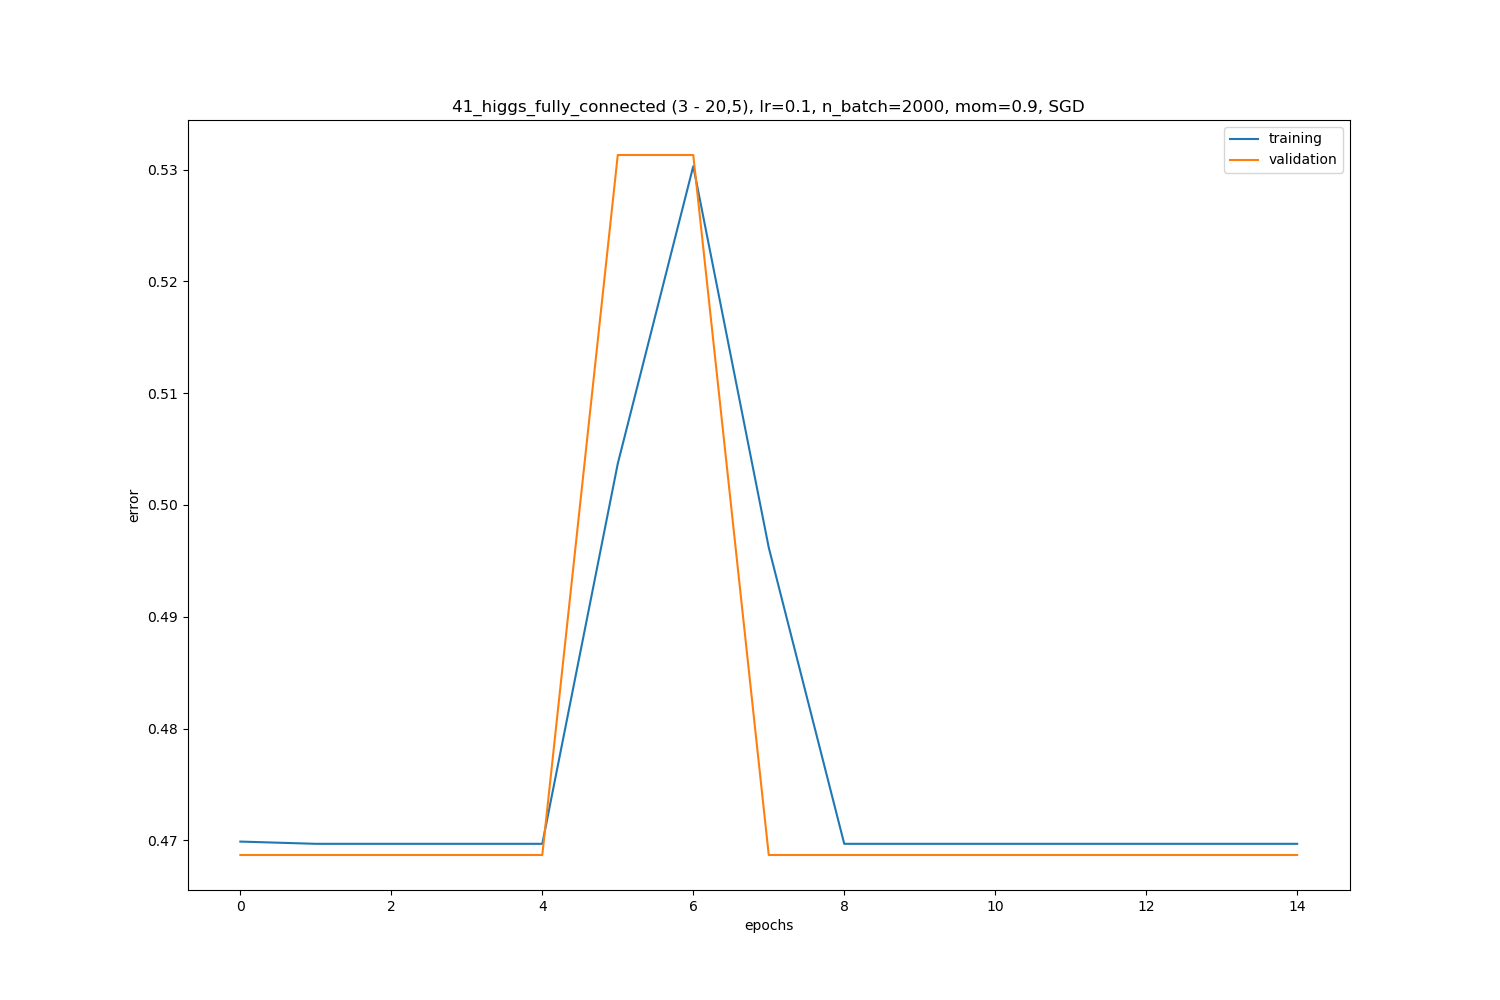 41_higgs_fully_connected (3 - 20,5), lr=0.1, n_batch=2000, mom=0.9, SGD
training
validation
0.53
0.52
0.51
0.50
0.49
0.48
0.47
error
0 2 4 6 8 10 12 14
epochs